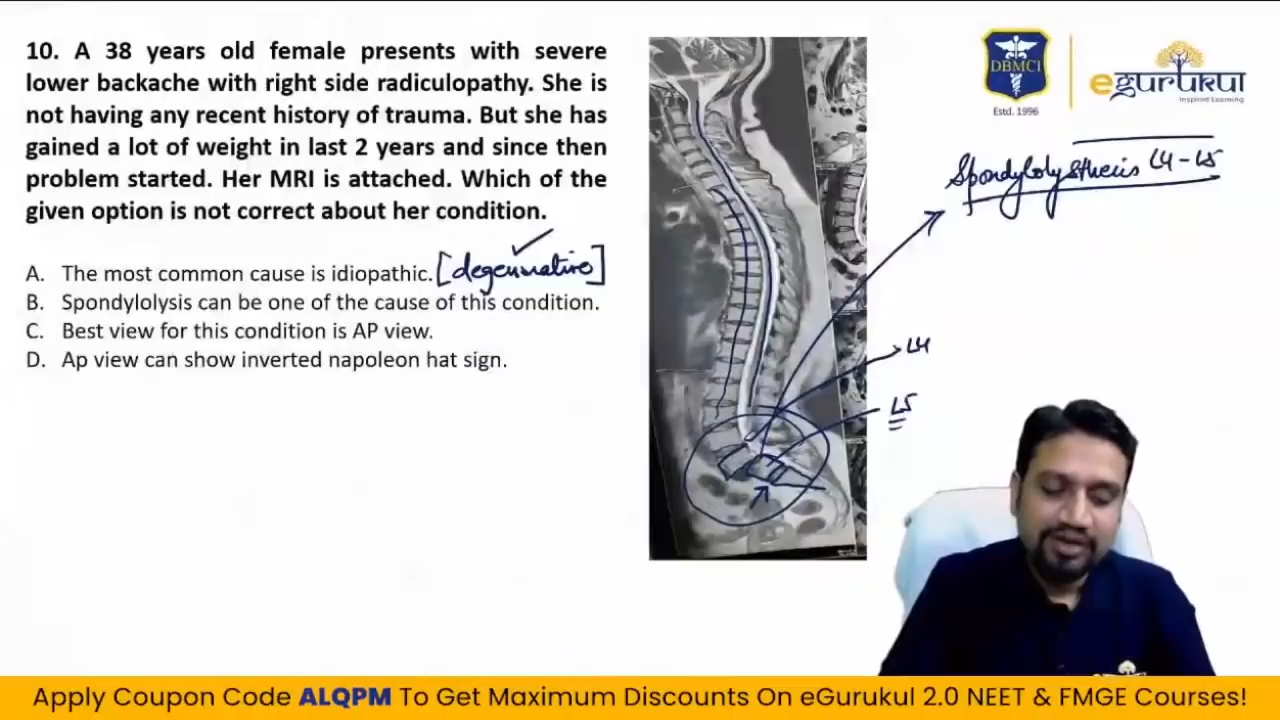 10. A 38 years old female presents with severe
lower backache with right side radiculopathy. She is
not having any recent history of trauma. But she has
gained a lot of weight in last 2 years and since then
problem started. Her MRI is attached. Which of the
given option is not correct about her condition.
A. The most common cause is idiopathic. [degenerative]
B. Spondylolysis can be one of the cause of this condition.
C. Best view for this condition is AP view.
D. Ap view can show inverted napoleon hat sign.
DBMCI
Estd. 1996
eGurukul
Inspired Learning
L4-L5
L4
L5
Apply Coupon Code ALQPM To Get Maximum Discounts On eGurukul 2.0 NEET & FMGE Courses!